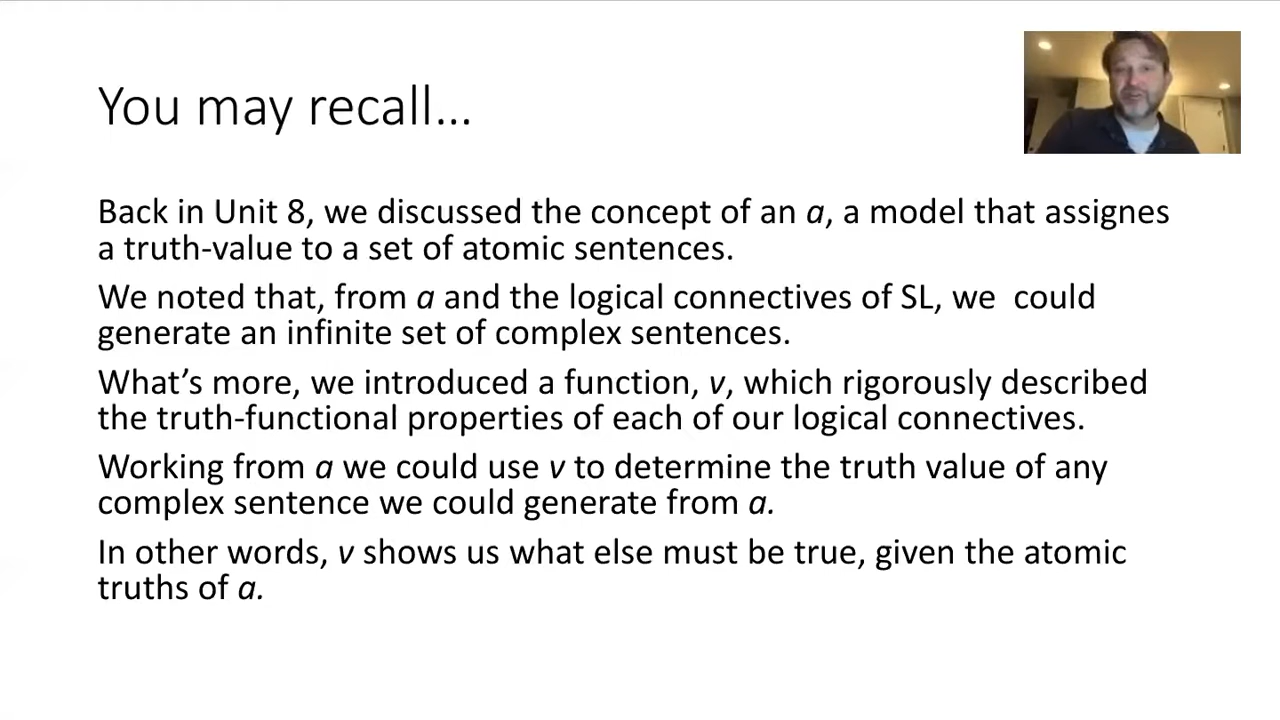 You may recall...
Back in Unit 8, we discussed the concept of an a, a model that assignes
a truth-value to a set of atomic sentences.
We noted that, from a and the logical connectives of SL, we  could
generate an infinite set of complex sentences.
What’s more, we introduced a function, v, which rigorously described
the truth-functional properties of each of our logical connectives.
Working from a we could use v to determine the truth value of any
complex sentence we could generate from a.
In other words, v shows us what else must be true, given the atomic
truths of a.